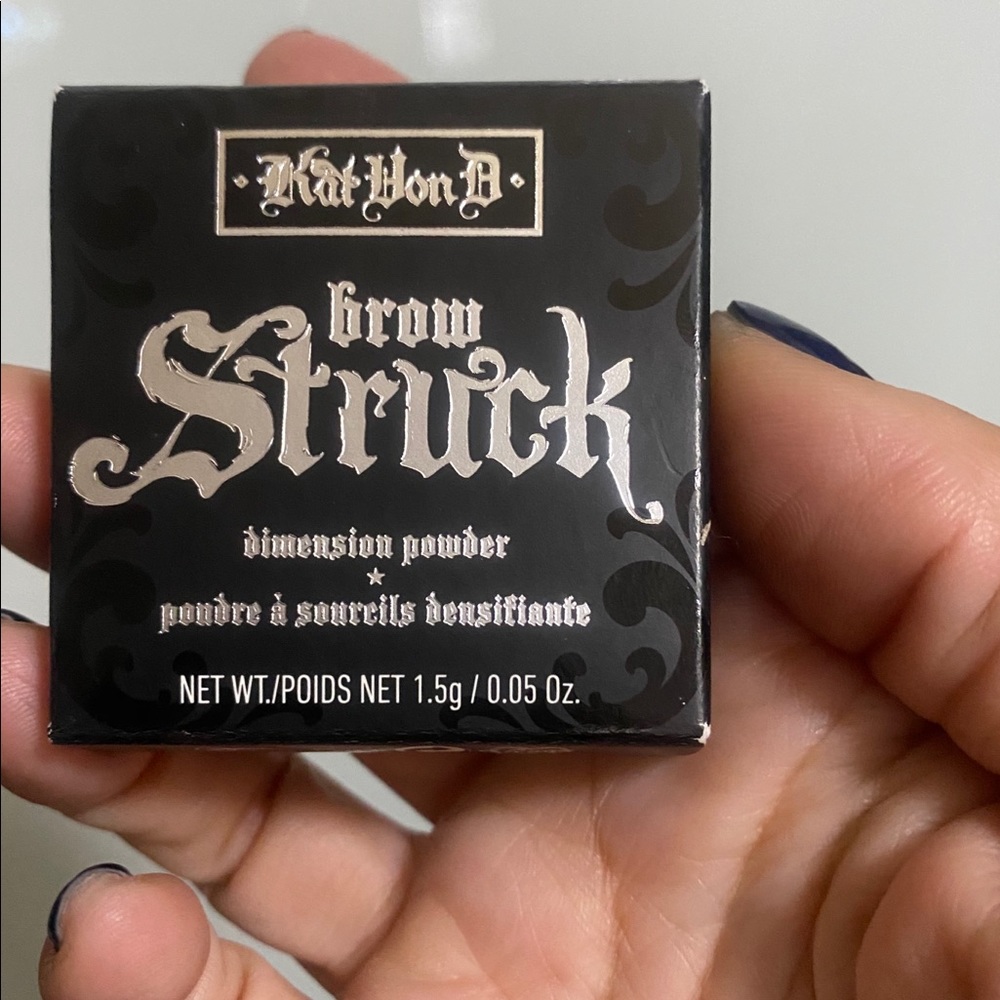 ·Kat Von D·
brow
Struck
dimension powder
★
poudre à sourcils densifiante
NET WT./POIDS NET 1.5g / 0.05 Oz.